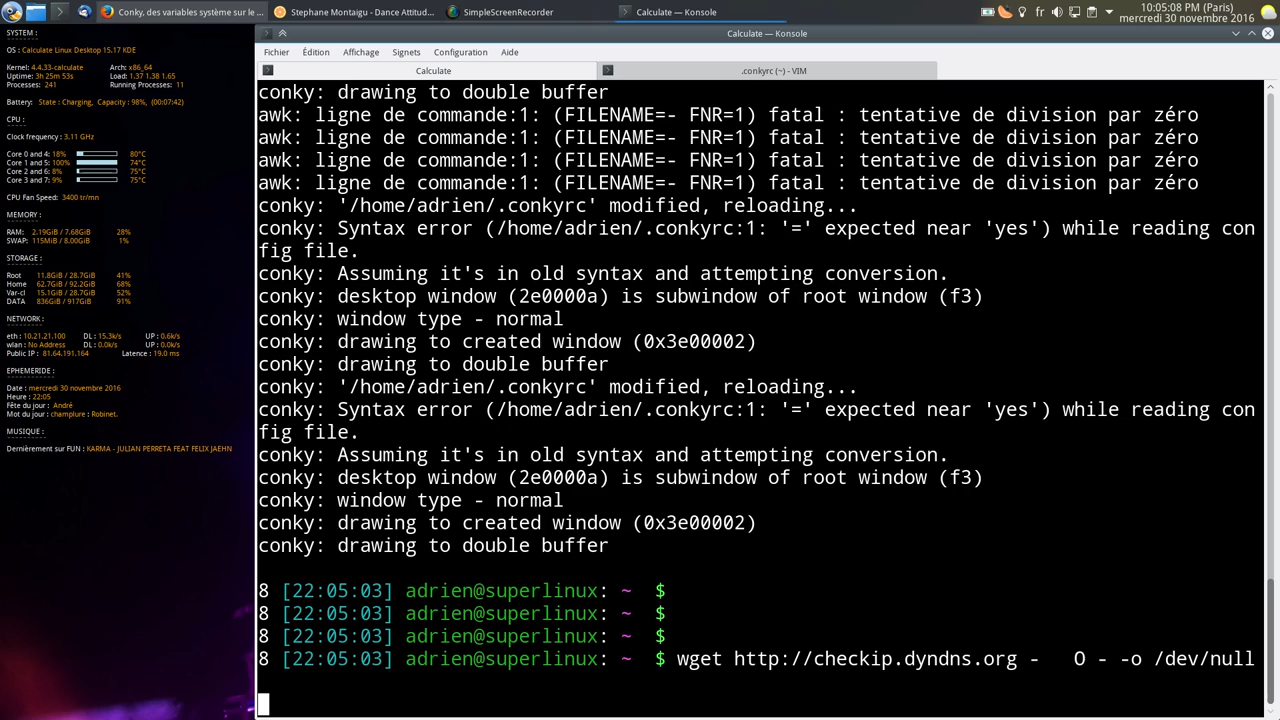 Conky, des variables système sur le ...
Stephane Montaigu - Dance Attitud...
SimpleScreenRecorder
Calculate — Konsole
fr
10:05:08 PM (Paris)
mercredi 30 novembre 2016
SYSTEM :
OS : Calculate Linux Desktop 15.17 KDE
Kernel: 4.4.33-calculate Arch: x86_64
Uptime: 3h 25m 53s Load: 1.37 1.38 1.65
Processes: 241 Running Processes: 11
Battery: State : Charging, Capacity : 98%, (00:07:42)
CPU :
Clock frequency : 3.11 GHz
Core 0 and 4: 18% 80°C
Core 1 and 5: 100% 74°C
Core 2 and 6: 8% 75°C
Core 3 and 7: 9% 75°C
CPU Fan Speed: 3400 tr/mn
MEMORY :
RAM: 2.19GiB / 7.68GiB 28%
SWAP: 115MiB / 8.00GiB 1%
STORAGE :
Root 11.8GiB / 28.7GiB 41%
Home 62.7GiB / 92.2GiB 68%
Var-cl 15.1GiB / 28.7GiB 52%
DATA 836GiB / 917GiB 91%
NETWORK :
eth : 10.21.21.100 DL : 15.3k/s UP : 0.6k/s
wlan : No Address DL : 0.0k/s UP : 0.0k/s
Public IP : 81.64.191.164 Latence : 19.0 ms
EPHEMERIDE :
Date : mercredi 30 novembre 2016
Heure : 22:05
Fête du jour : André
Mot du jour : champlure : Robinet.
MUSIQUE :
Dernièrement sur FUN : KARMA - JULIAN PERRETA FEAT FELIX JAEHN
Calculate — Konsole
Fichier Édition Affichage Signets Configuration Aide
Calculate .conkyrc (~) - VIM
conky: drawing to double buffer
awk: ligne de commande:1: (FILENAME=- FNR=1) fatal : tentative de division par zéro
awk: ligne de commande:1: (FILENAME=- FNR=1) fatal : tentative de division par zéro
awk: ligne de commande:1: (FILENAME=- FNR=1) fatal : tentative de division par zéro
awk: ligne de commande:1: (FILENAME=- FNR=1) fatal : tentative de division par zéro
conky: '/home/adrien/.conkyrc' modified, reloading...
conky: Syntax error (/home/adrien/.conkyrc:1: '=' expected near 'yes') while reading con
fig file.
conky: Assuming it's in old syntax and attempting conversion.
conky: desktop window (2e0000a) is subwindow of root window (f3)
conky: window type - normal
conky: drawing to created window (0x3e00002)
conky: drawing to double buffer
conky: '/home/adrien/.conkyrc' modified, reloading...
conky: Syntax error (/home/adrien/.conkyrc:1: '=' expected near 'yes') while reading con
fig file.
conky: Assuming it's in old syntax and attempting conversion.
conky: desktop window (2e0000a) is subwindow of root window (f3)
conky: window type - normal
conky: drawing to created window (0x3e00002)
conky: drawing to double buffer
8 [22:05:03] adrien@superlinux: ~ $
8 [22:05:03] adrien@superlinux: ~ $
8 [22:05:03] adrien@superlinux: ~ $
8 [22:05:03] adrien@superlinux: ~ $ wget http://checkip.dyndns.org - O - -o /dev/null